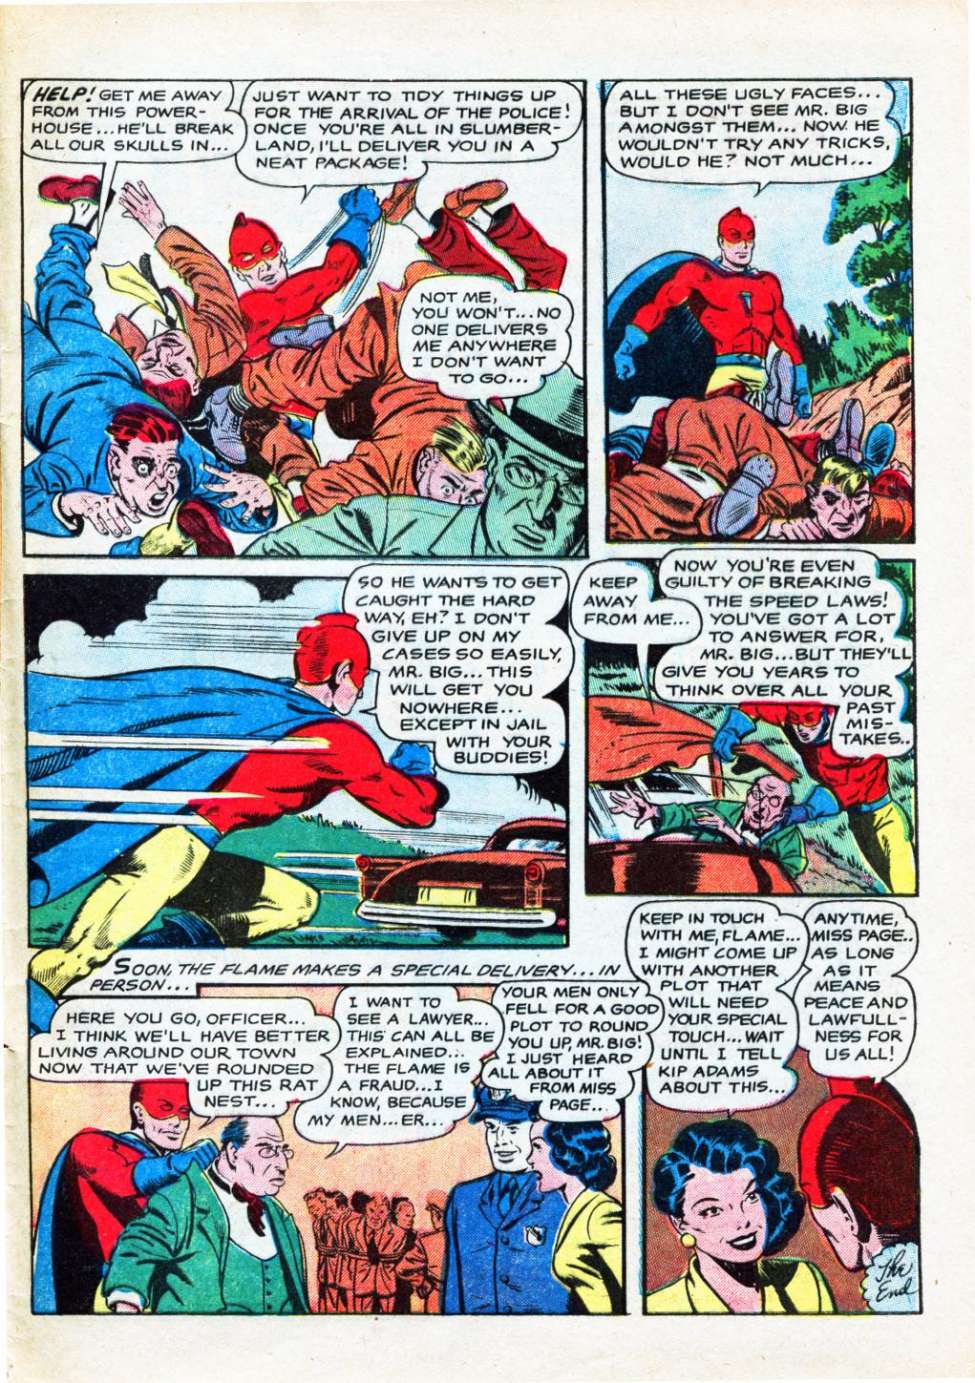 HELP! GET ME AWAY
FROM THIS POWER-
HOUSE...HE'LL BREAK
ALL OUR SKULLS IN...
JUST WANT TO TIDY THINGS UP
FOR THE ARRIVAL OF THE POLICE!
ONCE YOU'RE ALL IN SLUMBER-
LAND, I'LL DELIVER YOU IN A
NEAT PACKAGE!
NOT ME,
YOU WON'T...NO
ONE DELIVERS
ME ANYWHERE
I DON'T WANT
TO GO...
ALL THESE UGLY FACES...
BUT I DON'T SEE MR. BIG
AMONGST THEM... NOW HE
WOULDN'T TRY ANY TRICKS,
WOULD HE? NOT MUCH...
SO HE WANTS TO GET
CAUGHT THE HARD
WAY, EH? I DON'T
GIVE UP ON MY
CASES SO EASILY,
MR. BIG...THIS
WILL GET YOU
NOWHERE...
EXCEPT IN JAIL
WITH YOUR
BUDDIES!
KEEP
AWAY
FROM ME...
NOW YOU'RE EVEN
GUILTY OF BREAKING
THE SPEED LAWS!
YOU'VE GOT A LOT
TO ANSWER FOR,
MR. BIG...BUT THEY'LL
GIVE YOU YEARS TO
THINK OVER ALL YOUR
PAST
MIS-
TAKES..
SOON, THE FLAME MAKES A SPECIAL DELIVERY...IN
PERSON...
HERE YOU GO, OFFICER...
I THINK WE'LL HAVE BETTER
LIVING AROUND OUR TOWN
NOW THAT WE'VE ROUNDED
UP THIS RAT
NEST...
I WANT TO
SEE A LAWYER...
THIS CAN ALL BE
EXPLAINED...
THE FLAME IS
A FRAUD...I
KNOW, BECAUSE
MY MEN...ER...
YOUR MEN ONLY
FELL FOR A GOOD
PLOT TO ROUND
YOU UP, MR. BIG!
I JUST HEARD
ALL ABOUT IT
FROM MISS
PAGE...
KEEP IN TOUCH
WITH ME, FLAME...
I MIGHT COME UP
WITH ANOTHER
PLOT THAT
WILL NEED
YOUR SPECIAL
TOUCH...WAIT
UNTIL I TELL
KIP ADAMS
ABOUT THIS...
ANYTIME,
MISS PAGE..
AS LONG
AS IT
MEANS
PEACE AND
LAWFULL-
NESS FOR
US ALL!
The
End